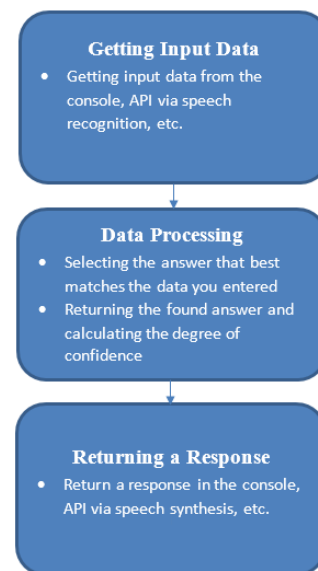 Getting Input Data
• Getting input data from the
console, API via speech
recognition, etc.
Data Processing
• Selecting the answer that best
matches the data you entered
• Returning the found answer and
calculating the degree of
confidence
Returning a Response
• Return a response in the console,
API via speech synthesis, etc.